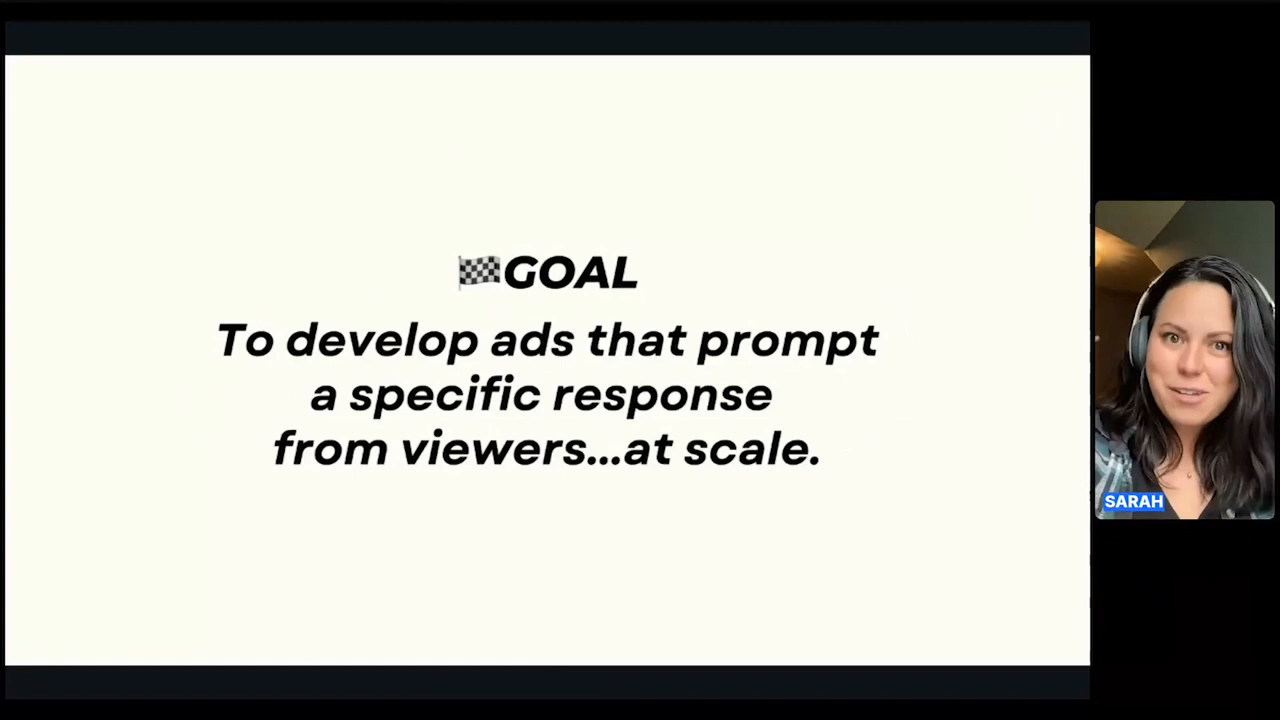 🏁GOAL
To develop ads that prompt
a specific response
from viewers...at scale.
SARAH